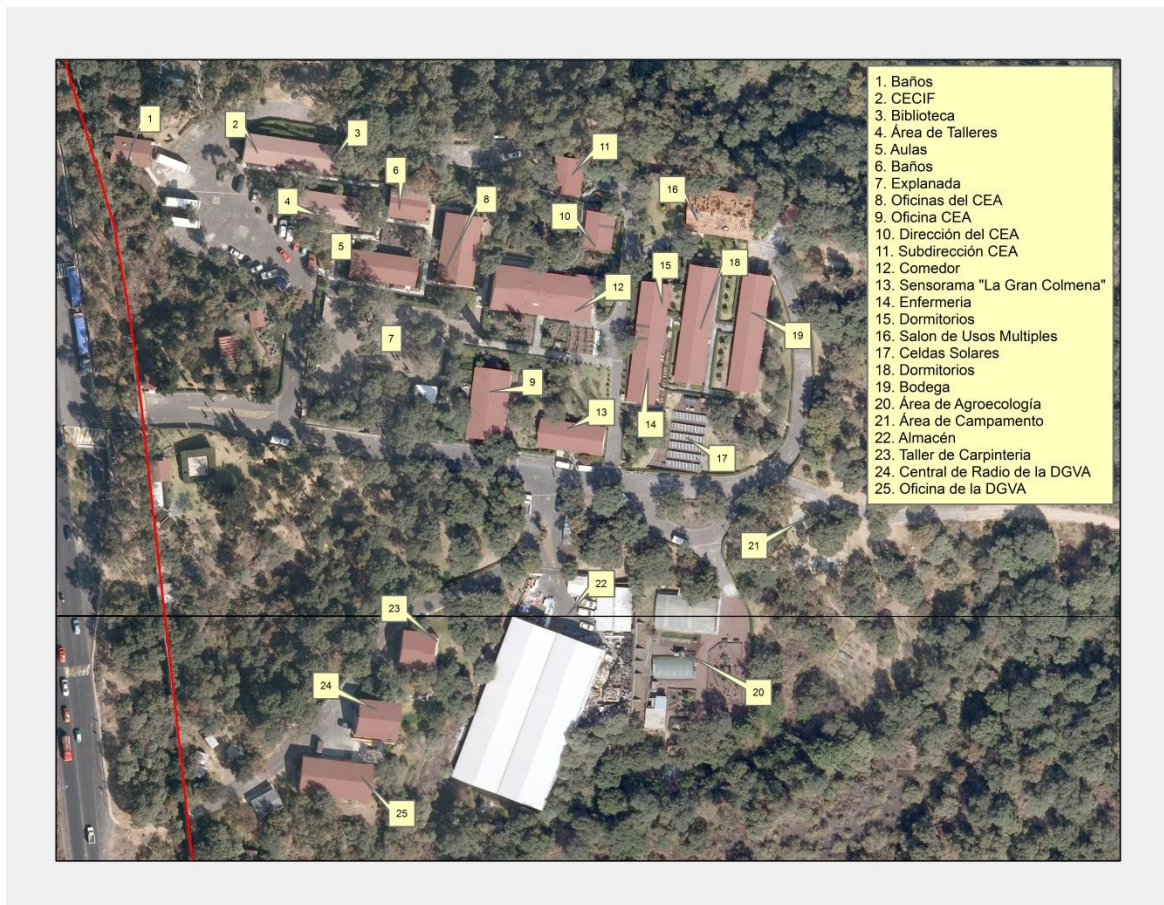 1. Baños
2. CECIF
3. Biblioteca
4. Área de Talleres
5. Aulas
6. Baños
7. Explanada
8. Oficinas del CEA
9. Oficina CEA
10. Dirección del CEA
11. Subdirección CEA
12. Comedor
13. Sensorama "La Gran Colmena"
14. Enfermeria
15. Dormitorios
16. Salon de Usos Multiples
17. Celdas Solares
18. Dormitorios
19. Bodega
20. Área de Agroecología
21. Área de Campamento
22. Almacén
23. Taller de Carpinteria
24. Central de Radio de la DGVA
25. Oficina de la DGVA
1
2
3
11
6
16
4
8
10
5
15
18
12
7
19
9
13
14
17
21
22
23
20
24
25